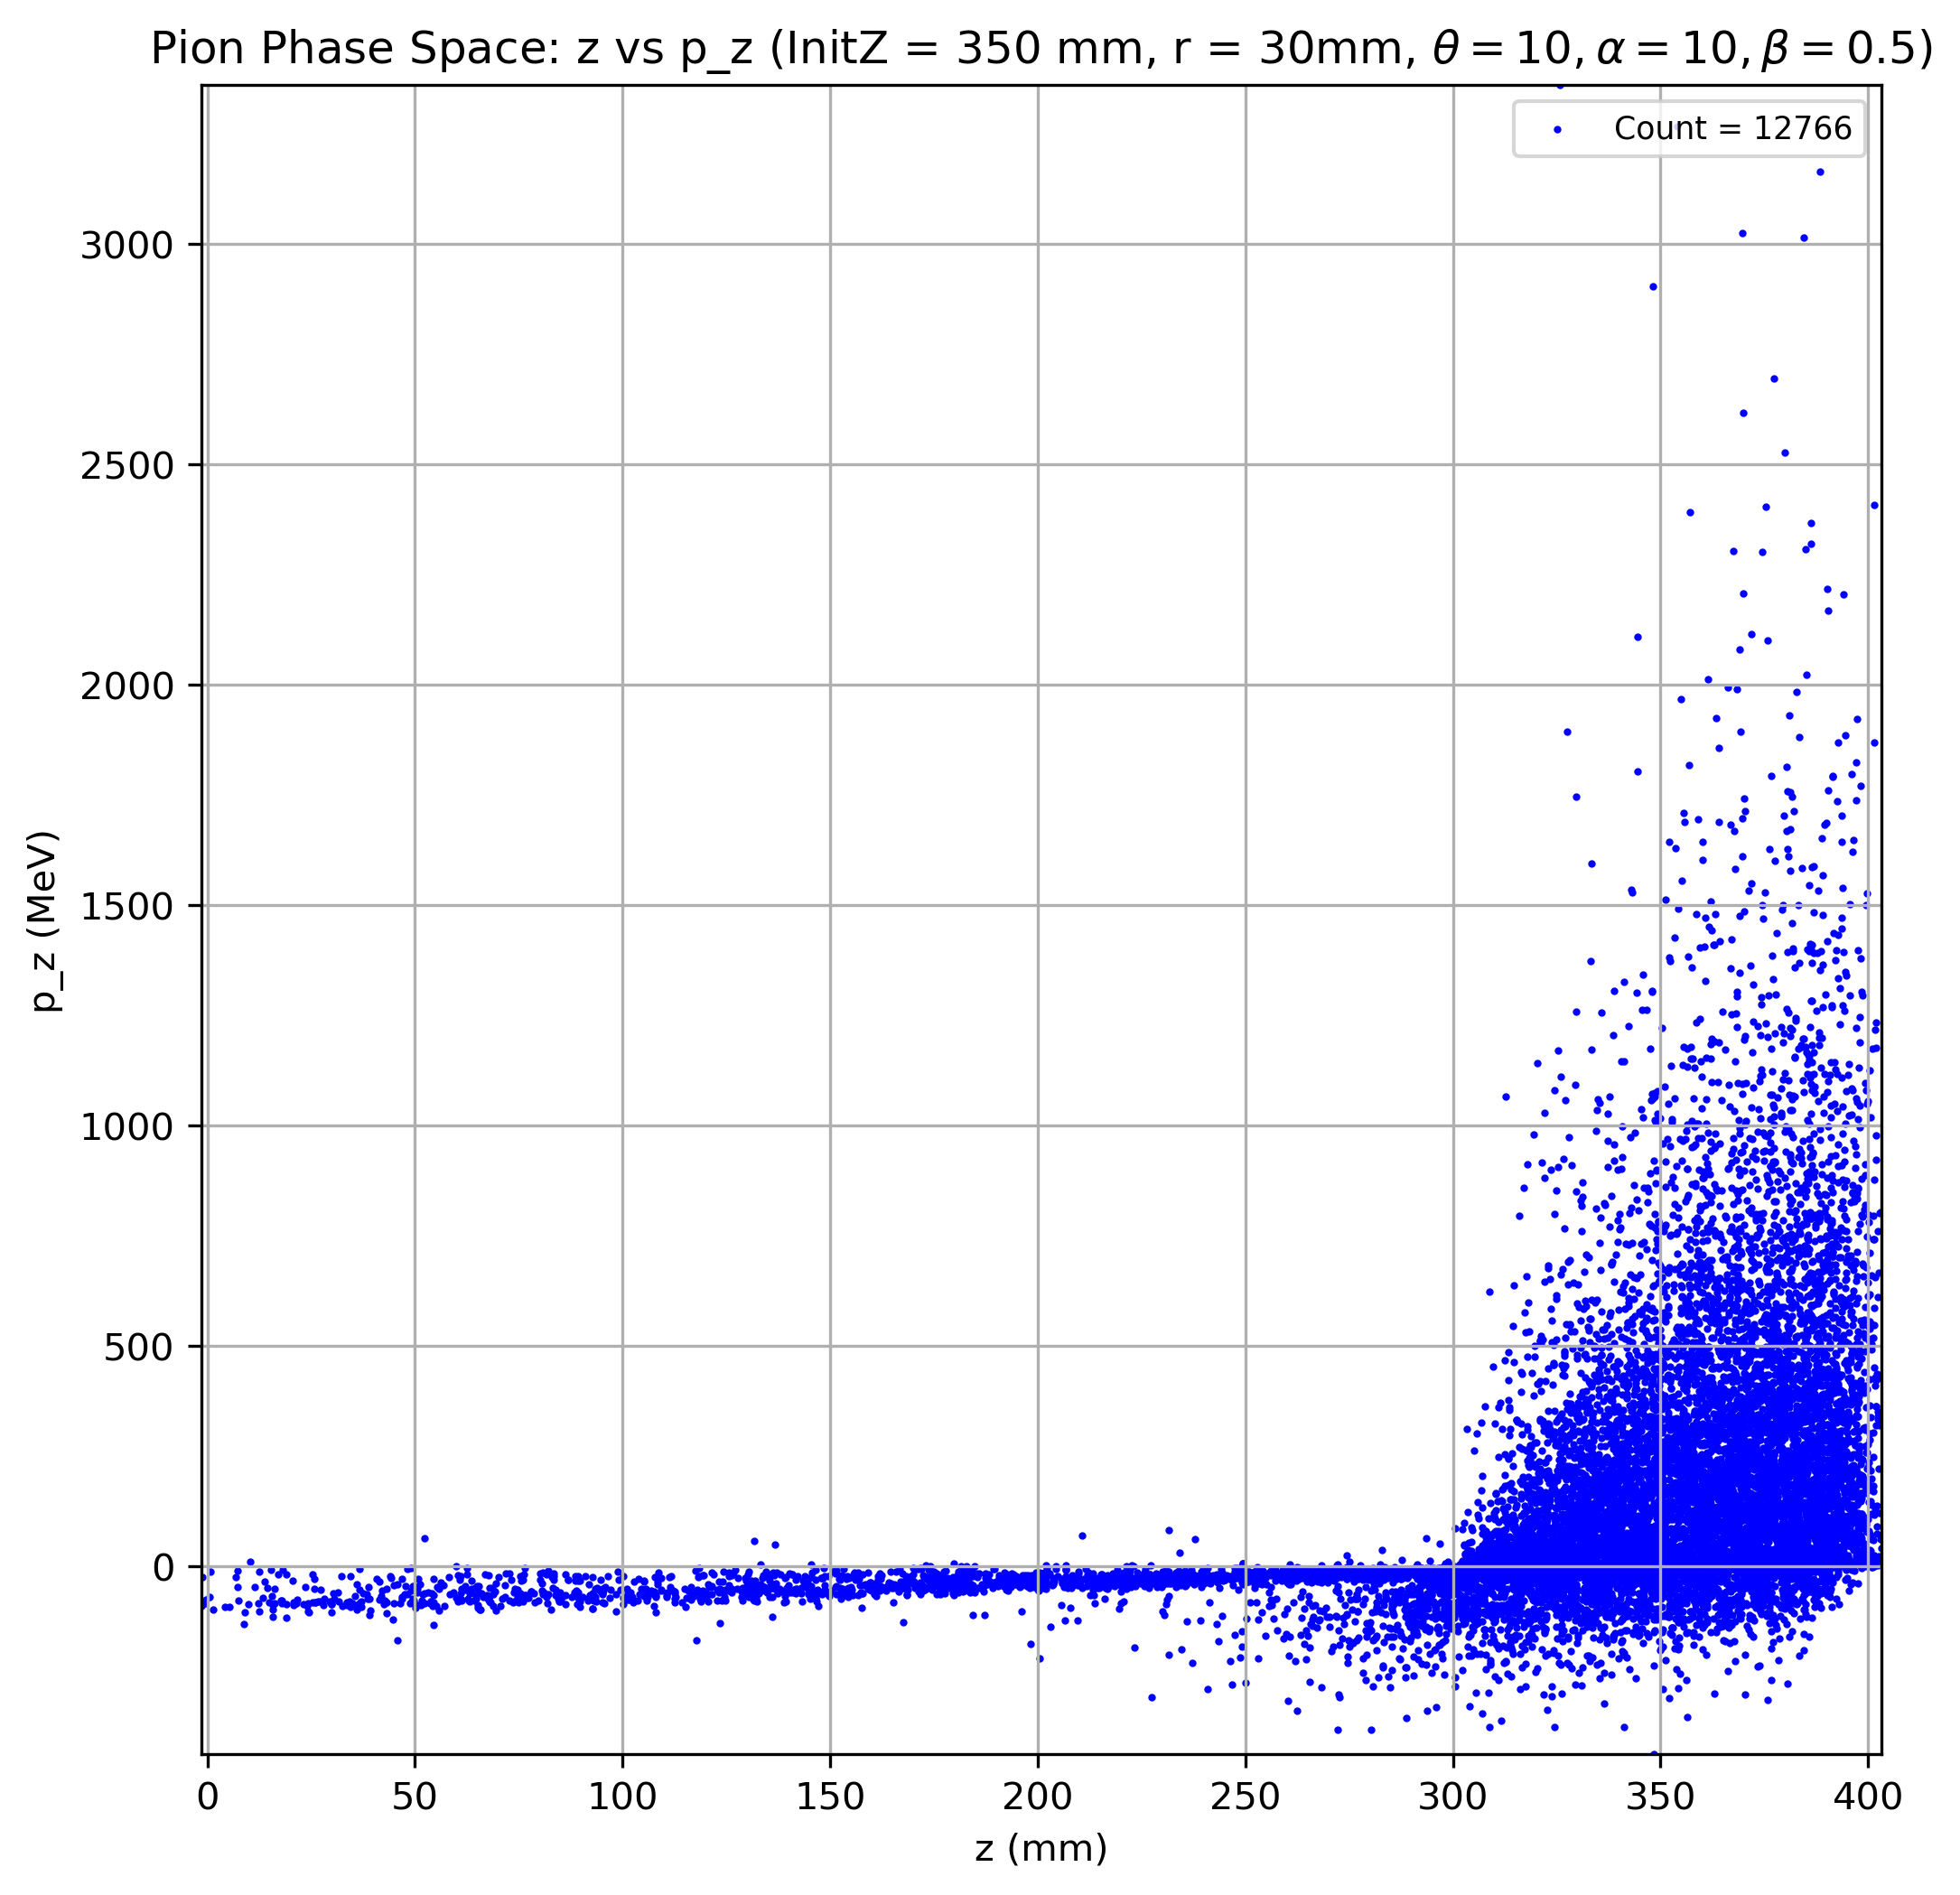 Pion Phase Space: z vs p_z (InitZ = 350 mm, r = 30mm, θ = 10, α = 10, β = 0.5)
Count = 12766
3000
2500
2000
1500
1000
500
0
p_z (MeV)
0 50 100 150 200 250 300 350 400
z (mm)